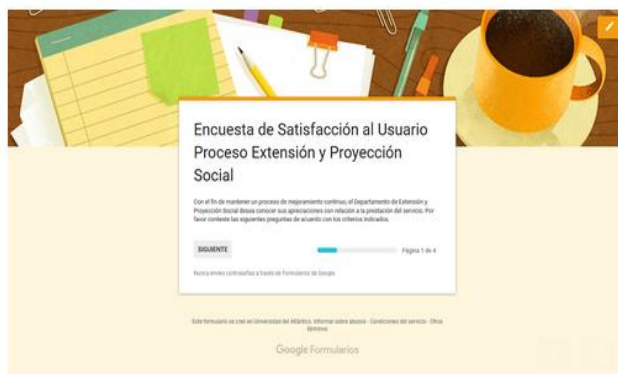 Encuesta de Satisfacción al Usuario
Proceso Extensión y Proyección
Social
Con el fin de mantener un proceso de mejoramiento continuo, el Departamento de Extensión y
Proyección Social desea conocer sus apreciaciones con relación a la prestación del servicio. Por
favor conteste las siguientes preguntas de acuerdo con los criterios indicados.
SIGUIENTE
Página 1 de 4
Nunca envíes contraseñas a través de Formularios de Google.
Este formulario se creó en Universidad del Atlántico. Informar sobre abusos - Condiciones del servicio - Otros
términos
Google Formularios